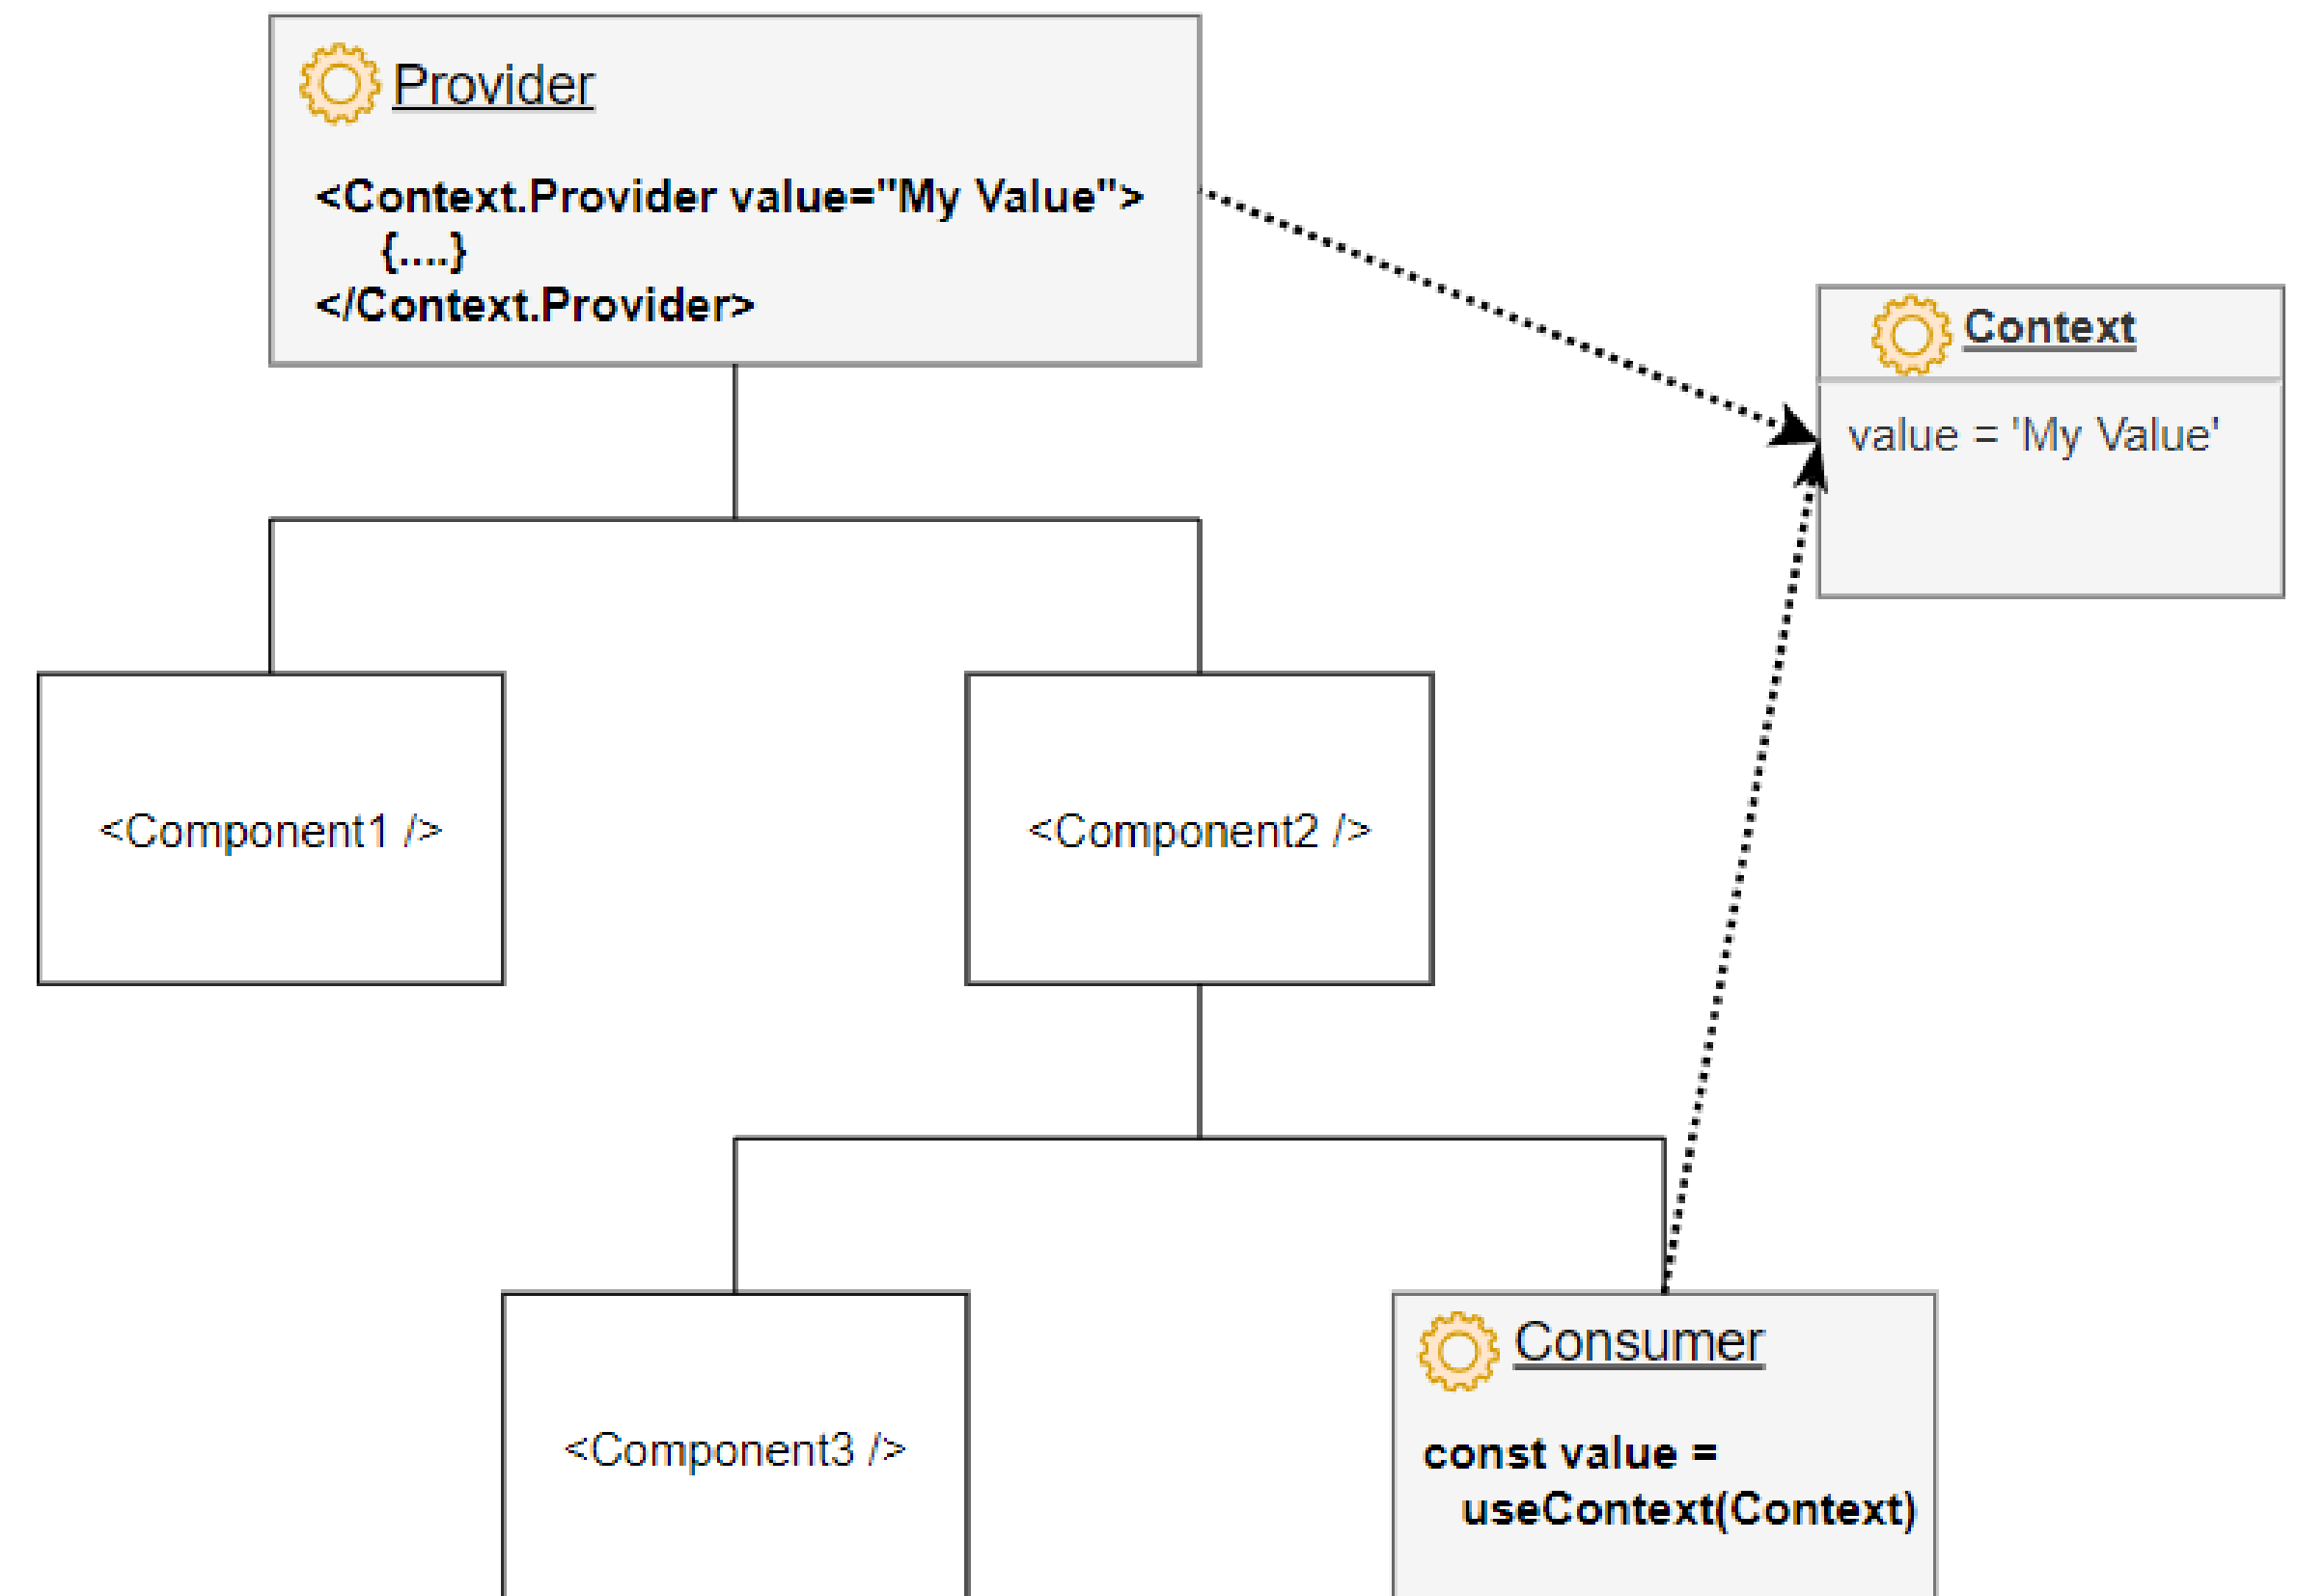 Provider
<Context.Provider value="My Value">
{....}
</Context.Provider>
Context
value = 'My Value'
<Component1 />
<Component2 />
<Component3 />
Consumer
const value =
useContext(Context)